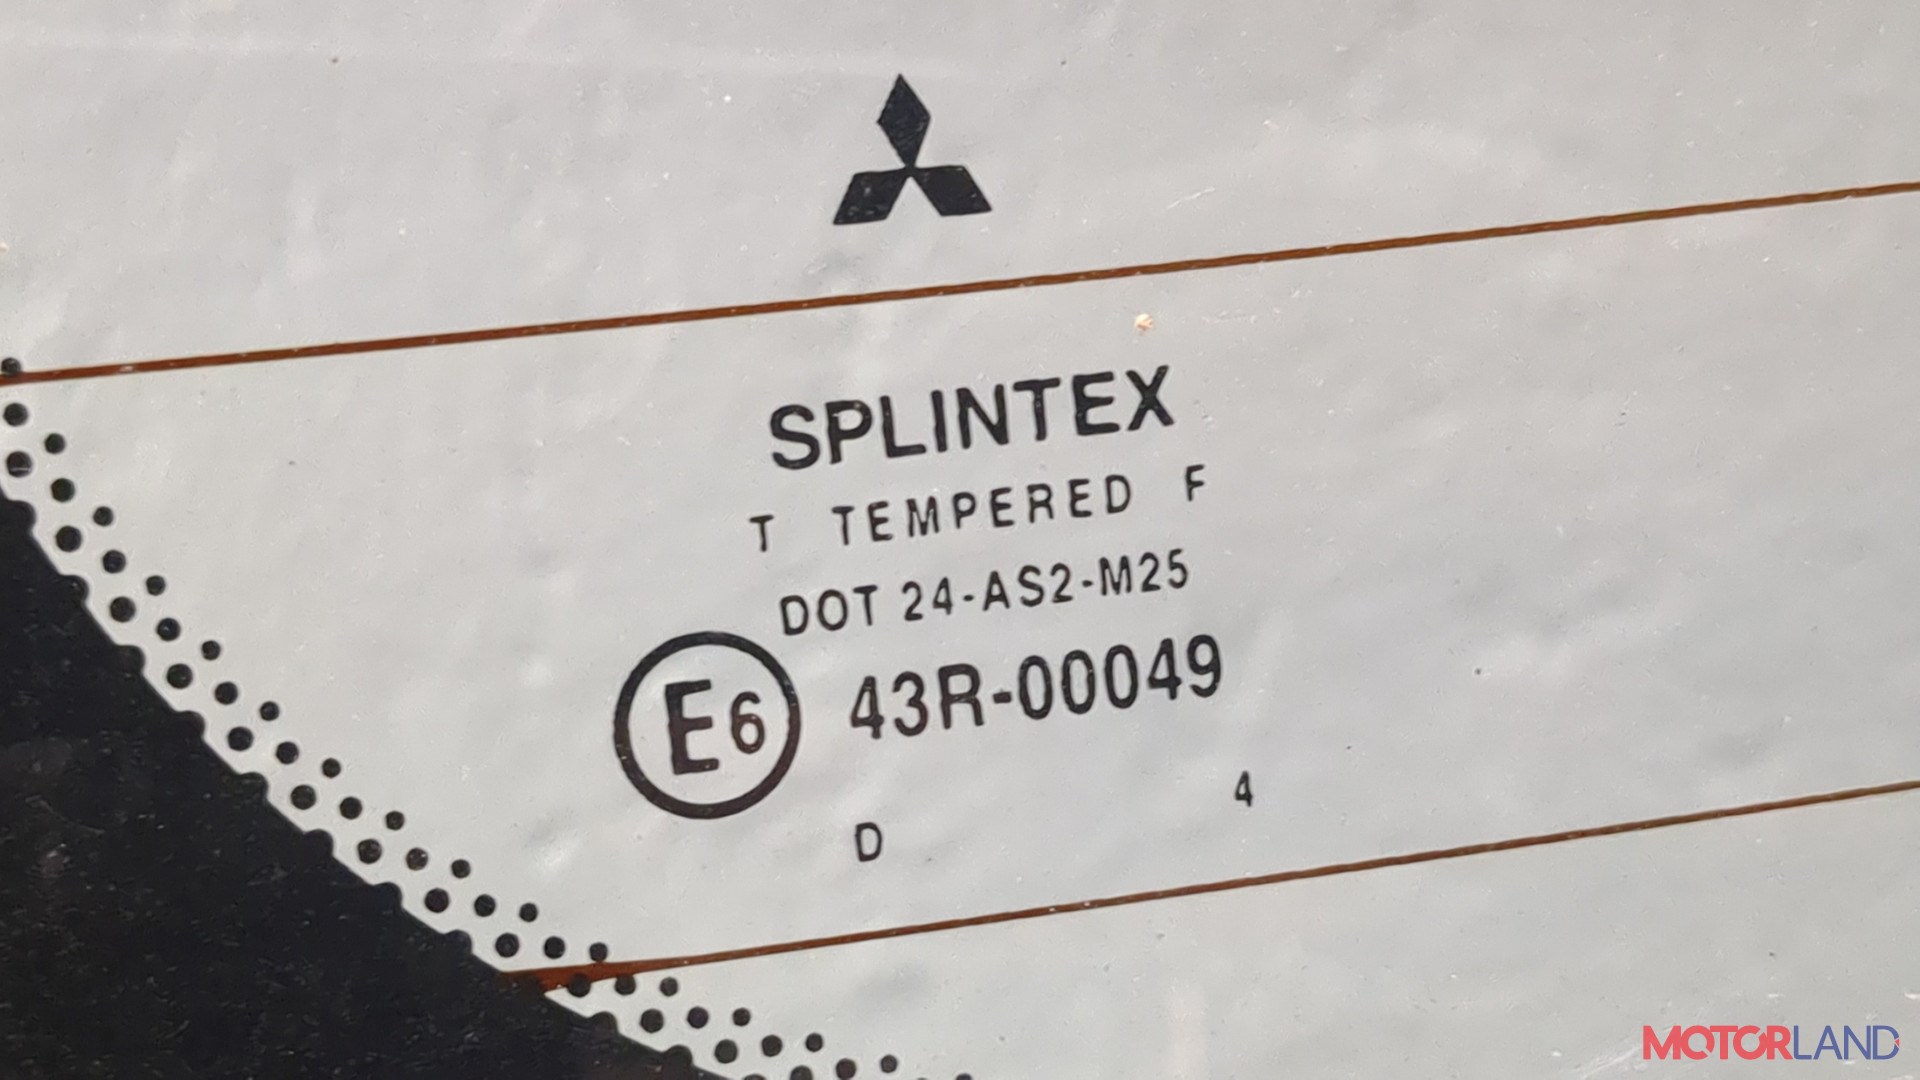 SPLINTEX
T TEMPERED F
DOT 24-AS2-M25
E6 43R-00049
D 4
MOTORLAND